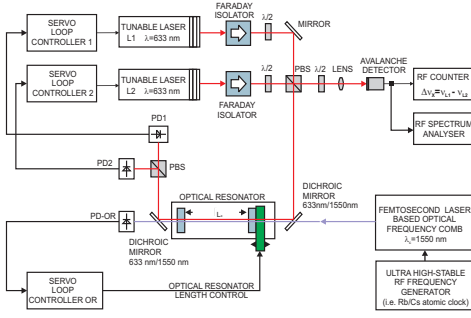 SERVO
LOOP
CONTROLLER 1
TUNABLE LASER
L1 λ=633 nm
FARADAY
ISOLATOR
λ/2
MIRROR
SERVO
LOOP
CONTROLLER 2
TUNABLE LASER
L2 λ=633 nm
FARADAY
ISOLATOR
λ/2
PBS
λ/2
LENS
AVALANCHE
DETECTOR
RF COUNTER
Δνx=νL1 - νL2
RF SPECTRUM
ANALYSER
PD1
PD2
PBS
OPTICAL RESONATOR
DICHROIC
MIRROR
633nm/1550nm
PD-OR
DICHROIC
MIRROR
633 nm/1550 nm
FEMTOSECOND LASER
BASED OPTICAL
FREQUENCY COMB
=1550 nm
SERVO
LOOP
CONTROLLER OR
OPTICAL RESONATOR
LENGTH CONTROL
ULTRA HIGH-STABLE
RF FREQUENCY
GENERATOR
(i.e. Rb/Cs atomic clock)